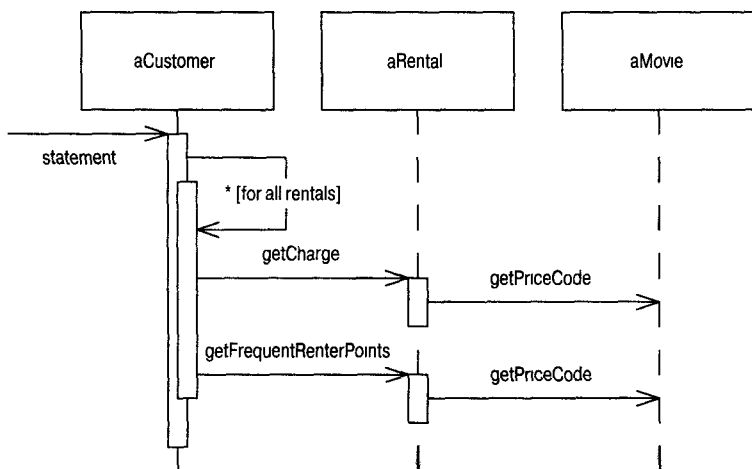 aCustomer
aRental
aMovie
statement
* [for all rentals]
getCharge
getPriceCode
getFrequentRenterPoints
getPriceCode